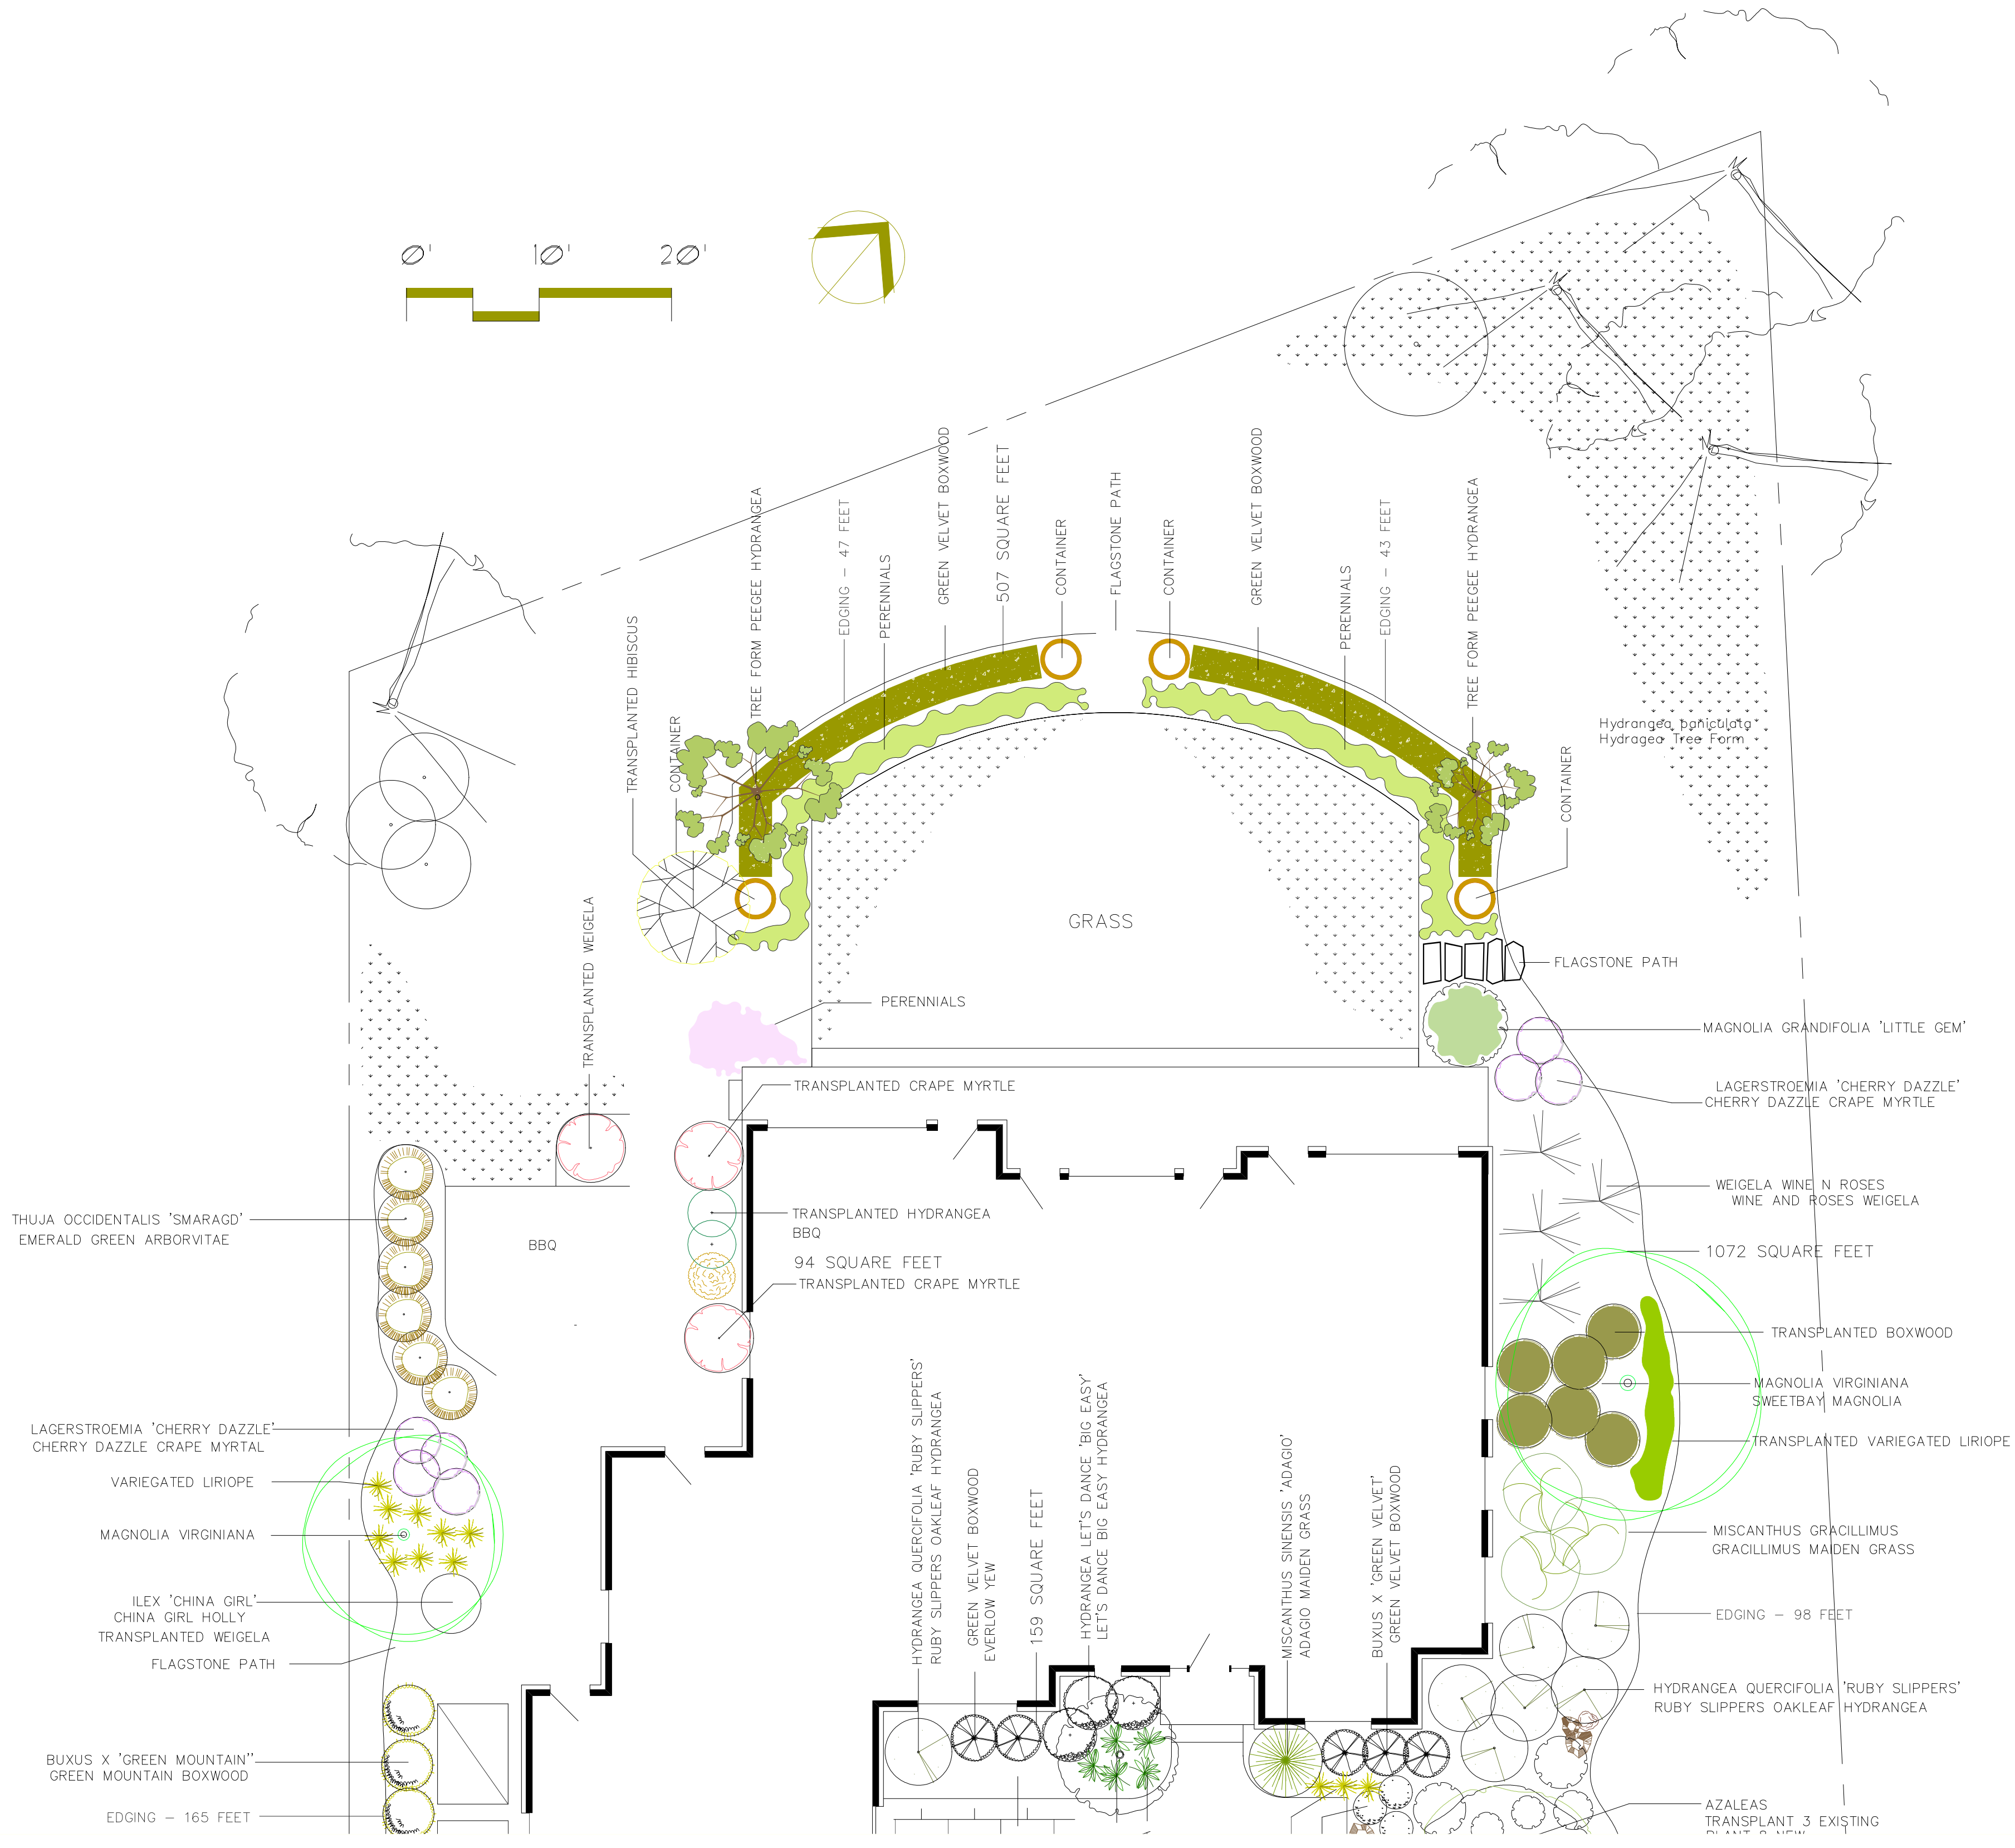 0' 10' 20'
TRANSPLANTED HIBISCUS
CONTAINER
TREE FORM PEEGEE HYDRANGEA
EDGING – 47 FEET
PERENNIALS
GREEN VELVET BOXWOOD
507 SQUARE FEET
CONTAINER
FLAGSTONE PATH
CONTAINER
GREEN VELVET BOXWOOD
PERENNIALS
EDGING – 43 FEET
TREE FORM PEEGEE HYDRANGEA
CONTAINER
Hydrangea paniculata
Hydragea Tree Form
TRANSPLANTED WEIGELA
GRASS
FLAGSTONE PATH
PERENNIALS
MAGNOLIA GRANDIFOLIA 'LITTLE GEM'
TRANSPLANTED CRAPE MYRTLE
LAGERSTROEMIA 'CHERRY DAZZLE'
CHERRY DAZZLE CRAPE MYRTLE
WEIGELA WINE N ROSES
WINE AND ROSES WEIGELA
THUJA OCCIDENTALIS 'SMARAGD'
EMERALD GREEN ARBORVITAE
BBQ
TRANSPLANTED HYDRANGEA
BBQ
94 SQUARE FEET
TRANSPLANTED CRAPE MYRTLE
1072 SQUARE FEET
TRANSPLANTED BOXWOOD
MAGNOLIA VIRGINIANA
SWEETBAY MAGNOLIA
TRANSPLANTED VARIEGATED LIRIOPE
LAGERSTROEMIA 'CHERRY DAZZLE'
CHERRY DAZZLE CRAPE MYRTAL
VARIEGATED LIRIOPE
MAGNOLIA VIRGINIANA
ILEX 'CHINA GIRL'
CHINA GIRL HOLLY
TRANSPLANTED WEIGELA
FLAGSTONE PATH
HYDRANGEA QUERCIFOLIA 'RUBY SLIPPERS'
RUBY SLIPPERS OAKLEAF HYDRANGEA
GREEN VELVET BOXWOOD
EVERLOW YEW
159 SQUARE FEET
HYDRANGEA LET'S DANCE 'BIG EASY'
LET'S DANCE BIG EASY HYDRANGEA
MISCANTHUS SINENSIS 'ADAGIO'
ADAGIO MAIDEN GRASS
BUXUS X 'GREEN VELVET'
GREEN VELVET BOXWOOD
MISCANTHUS GRACILLIMUS
GRACILLIMUS MAIDEN GRASS
EDGING – 98 FEET
HYDRANGEA QUERCIFOLIA 'RUBY SLIPPERS'
RUBY SLIPPERS OAKLEAF HYDRANGEA
BUXUS X 'GREEN MOUNTAIN''
GREEN MOUNTAIN BOXWOOD
EDGING – 165 FEET
AZALEAS
TRANSPLANT 3 EXISTING